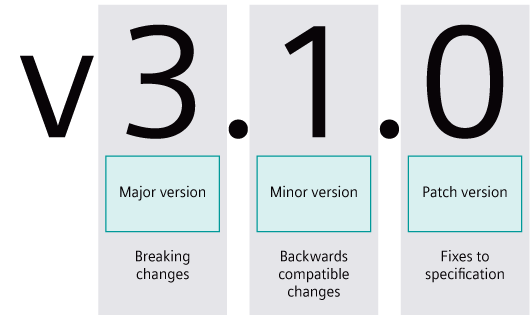 v3.1.0
Major version
Minor version
Patch version
Breaking
changes
Backwards
compatible
changes
Fixes to
specification